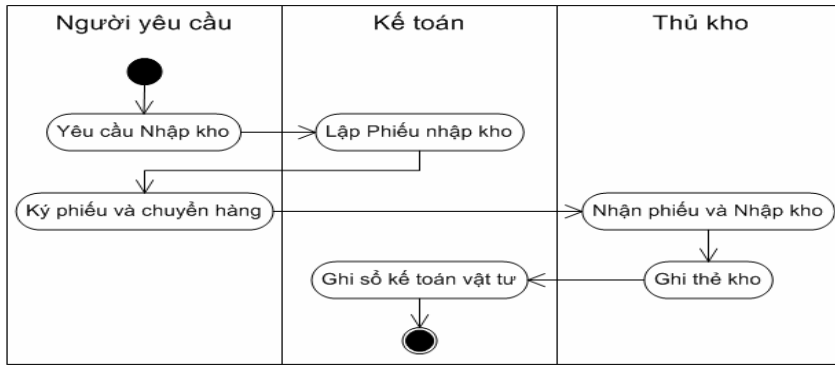 Người yêu cầu
Kế toán
Thủ kho
Yêu cầu Nhập kho
Lập Phiếu nhập kho
Ký phiếu và chuyển hàng
Nhận phiếu và Nhập kho
Ghi sổ kế toán vật tư
Ghi thẻ kho